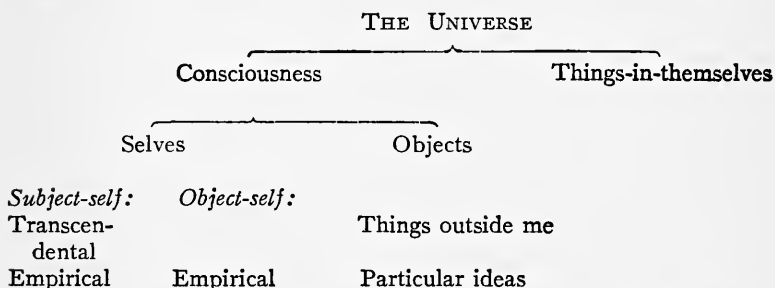 THE UNIVERSE
Consciousness Things-in-themselves
Selves Objects
Subject-self: Object-self:
Transcen- Things outside me
dental
Empirical Empirical Particular ideas